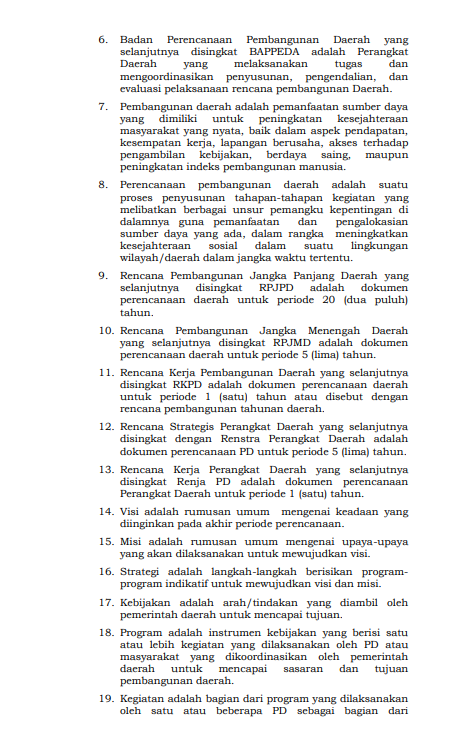 6. Badan Perencanaan Pembangunan Daerah yang
selanjutnya disingkat BAPPEDA adalah Perangkat
Daerah yang melaksanakan tugas dan
mengoordinasikan penyusunan, pengendalian, dan
evaluasi pelaksanaan rencana pembangunan Daerah.
7. Pembangunan daerah adalah pemanfaatan sumber daya
yang dimiliki untuk peningkatan kesejahteraan
masyarakat yang nyata, baik dalam aspek pendapatan,
kesempatan kerja, lapangan berusaha, akses terhadap
pengambilan kebijakan, berdaya saing, maupun
peningkatan indeks pembangunan manusia.
8. Perencanaan pembangunan daerah adalah suatu
proses penyusunan tahapan-tahapan kegiatan yang
melibatkan berbagai unsur pemangku kepentingan di
dalamnya guna pemanfaatan dan pengalokasian
sumber daya yang ada, dalam rangka meningkatkan
kesejahteraan sosial dalam suatu lingkungan
wilayah/daerah dalam jangka waktu tertentu.
9. Rencana Pembangunan Jangka Panjang Daerah yang
selanjutnya disingkat RPJPD adalah dokumen
perencanaan daerah untuk periode 20 (dua puluh)
tahun.
10. Rencana Pembangunan Jangka Menengah Daerah
yang selanjutnya disingkat RPJMD adalah dokumen
perencanaan daerah untuk periode 5 (lima) tahun.
11. Rencana Kerja Pembangunan Daerah yang selanjutnya
disingkat RKPD adalah dokumen perencanaan daerah
untuk periode 1 (satu) tahun atau disebut dengan
rencana pembangunan tahunan daerah.
12. Rencana Strategis Perangkat Daerah yang selanjutnya
disingkat dengan Renstra Perangkat Daerah adalah
dokumen perencanaan PD untuk periode 5 (lima) tahun.
13. Rencana Kerja Perangkat Daerah yang selanjutnya
disingkat Renja PD adalah dokumen perencanaan
Perangkat Daerah untuk periode 1 (satu) tahun.
14. Visi adalah rumusan umum mengenai keadaan yang
diinginkan pada akhir periode perencanaan.
15. Misi adalah rumusan umum mengenai upaya-upaya
yang akan dilaksanakan untuk mewujudkan visi.
16. Strategi adalah langkah-langkah berisikan program-
program indikatif untuk mewujudkan visi dan misi.
17. Kebijakan adalah arah/tindakan yang diambil oleh
pemerintah daerah untuk mencapai tujuan.
18. Program adalah instrumen kebijakan yang berisi satu
atau lebih kegiatan yang dilaksanakan oleh PD atau
masyarakat yang dikoordinasikan oleh pemerintah
daerah untuk mencapai sasaran dan tujuan
pembangunan daerah.
19. Kegiatan adalah bagian dari program yang dilaksanakan
oleh satu atau beberapa PD sebagai bagian dari